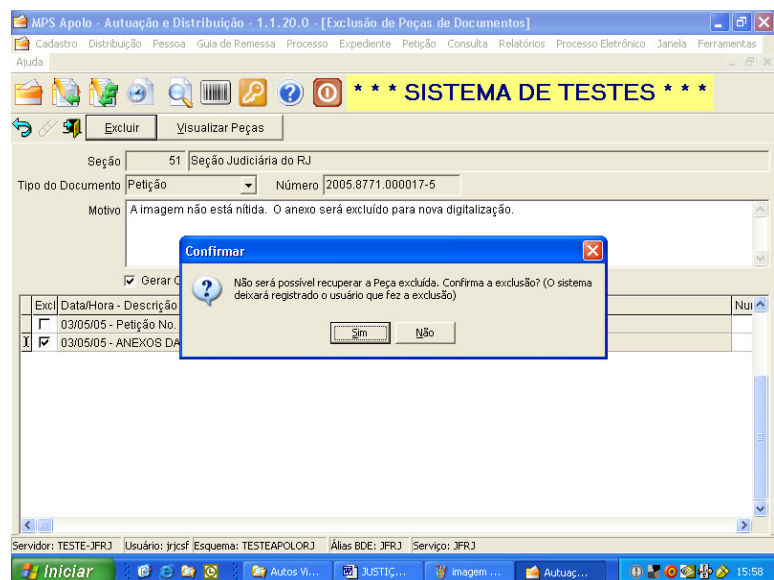 MPS Apolo - Autuação e Distribuição - 1.1.20.0 - [Exclusão de Peças de Documentos]
Cadastro Distribuição Pessoa Guia de Remessa Processo Expediente Petição Consulta Relatórios Processo Eletrônico Janela Ferramentas
Ajuda
* * * SISTEMA DE TESTES * * *
Excluir Visualizar Peças
Seção 51 Seção Judiciária do RJ
Tipo do Documento Petição Número 2005.8771.000017-5
Motivo A imagem não está nítida. O anexo será excluído para nova digitalização.
Confirmar
Não será possível recuperar a Peça excluída. Confirma a exclusão? (O sistema
deixará registrado o usuário que fez a exclusão)
Sim Não
Gerar C
Excl Data/Hora - Descrição Nu
03/05/05 - Petição No.
03/05/05 - ANEXOS DA
Servidor: TESTE-JFRJ Usuário: jrjcsf Esquema: TESTEAPOLORJ Álias BDE: JFRJ Serviço: JFRJ
Iniciar Autos Vi... JUSTIÇ... imagem ... Autuaç... 15:58